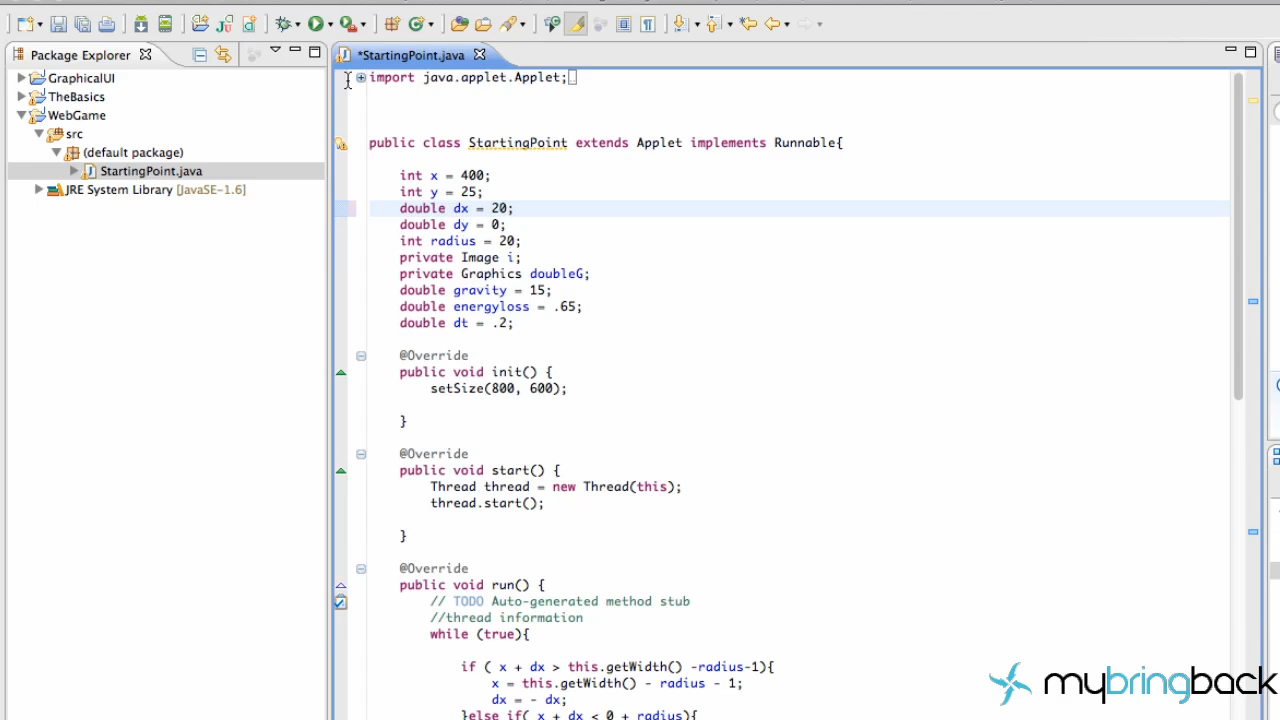 Package Explorer
*StartingPoint.java
GraphicalUI
TheBasics
WebGame
src
(default package)
StartingPoint.java
JRE System Library [JavaSE-1.6]
import java.applet.Applet;
public class StartingPoint extends Applet implements Runnable{
int x = 400;
int y = 25;
double dx = 20;
double dy = 0;
int radius = 20;
private Image i;
private Graphics doubleG;
double gravity = 15;
double energyloss = .65;
double dt = .2;
@Override
public void init() {
setSize(800, 600);
}
@Override
public void start() {
Thread thread = new Thread(this);
thread.start();
}
@Override
public void run() {
// TODO Auto-generated method stub
//thread information
while (true){
if ( x + dx > this.getWidth() -radius-1){
x = this.getWidth() - radius - 1;
dx = - dx;
}else if( x + dx < 0 + radius){
mybringback